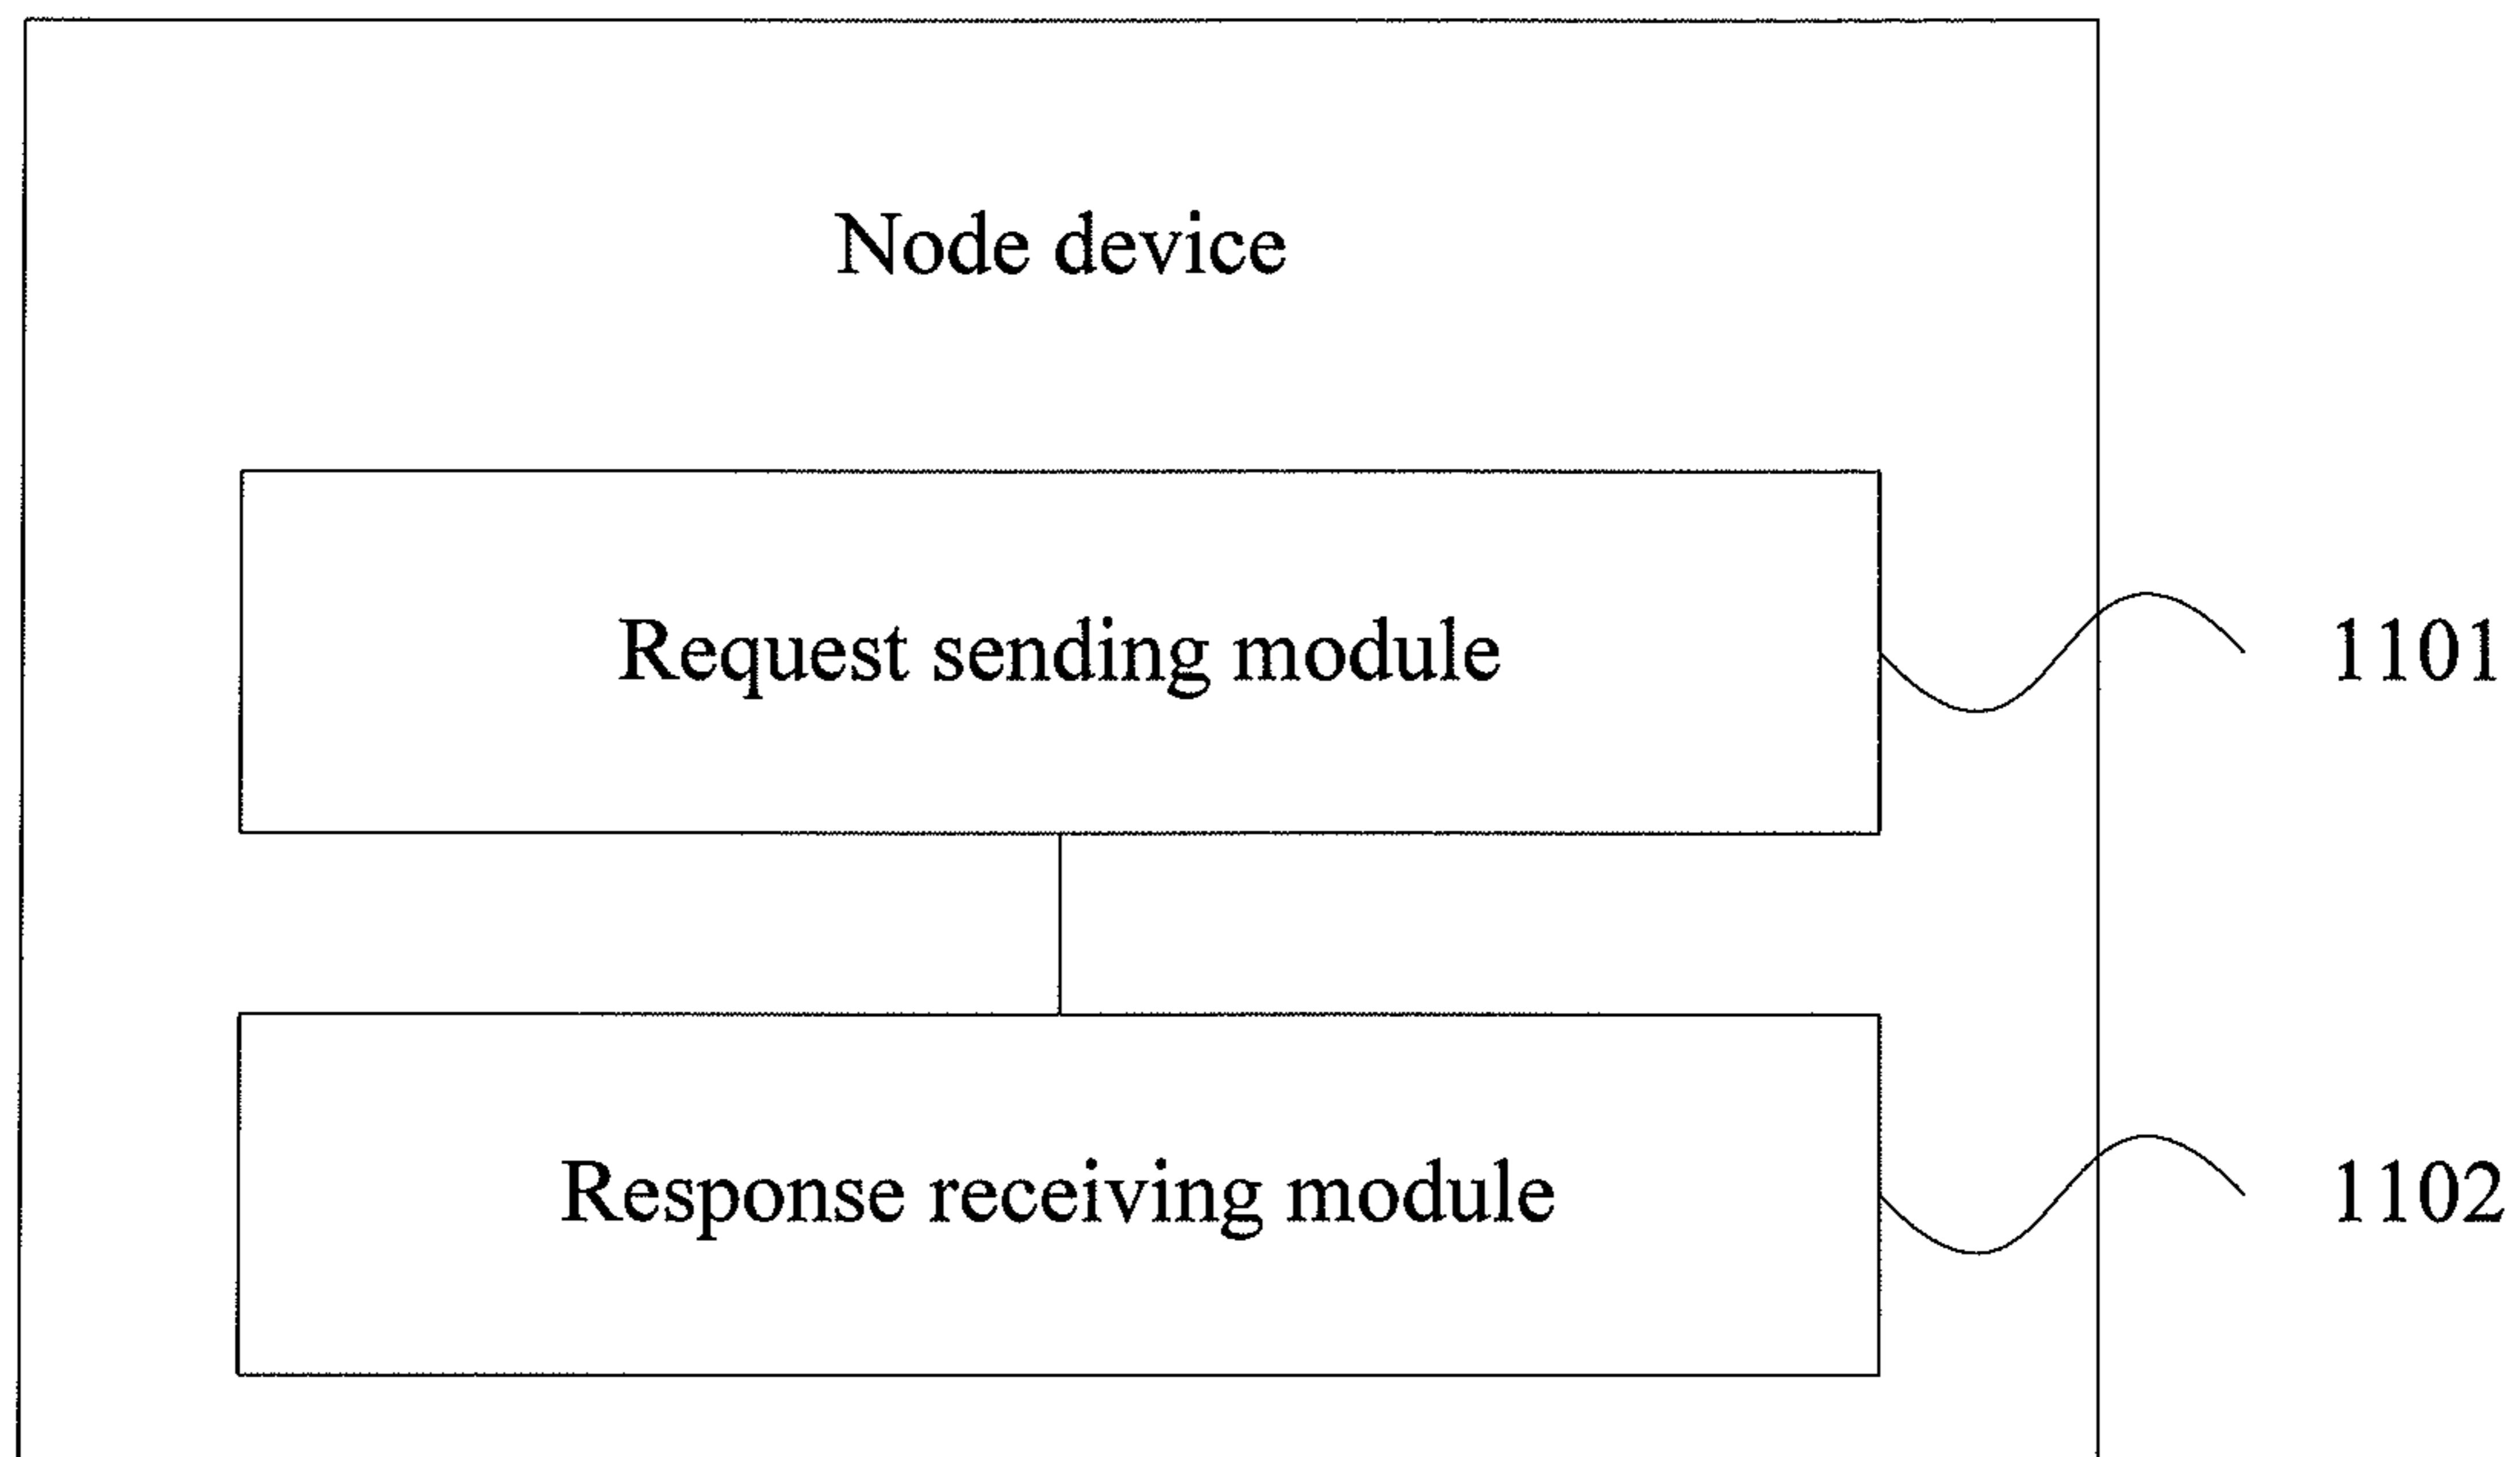 Node device
Request sending module
1101
Response receiving module
1102